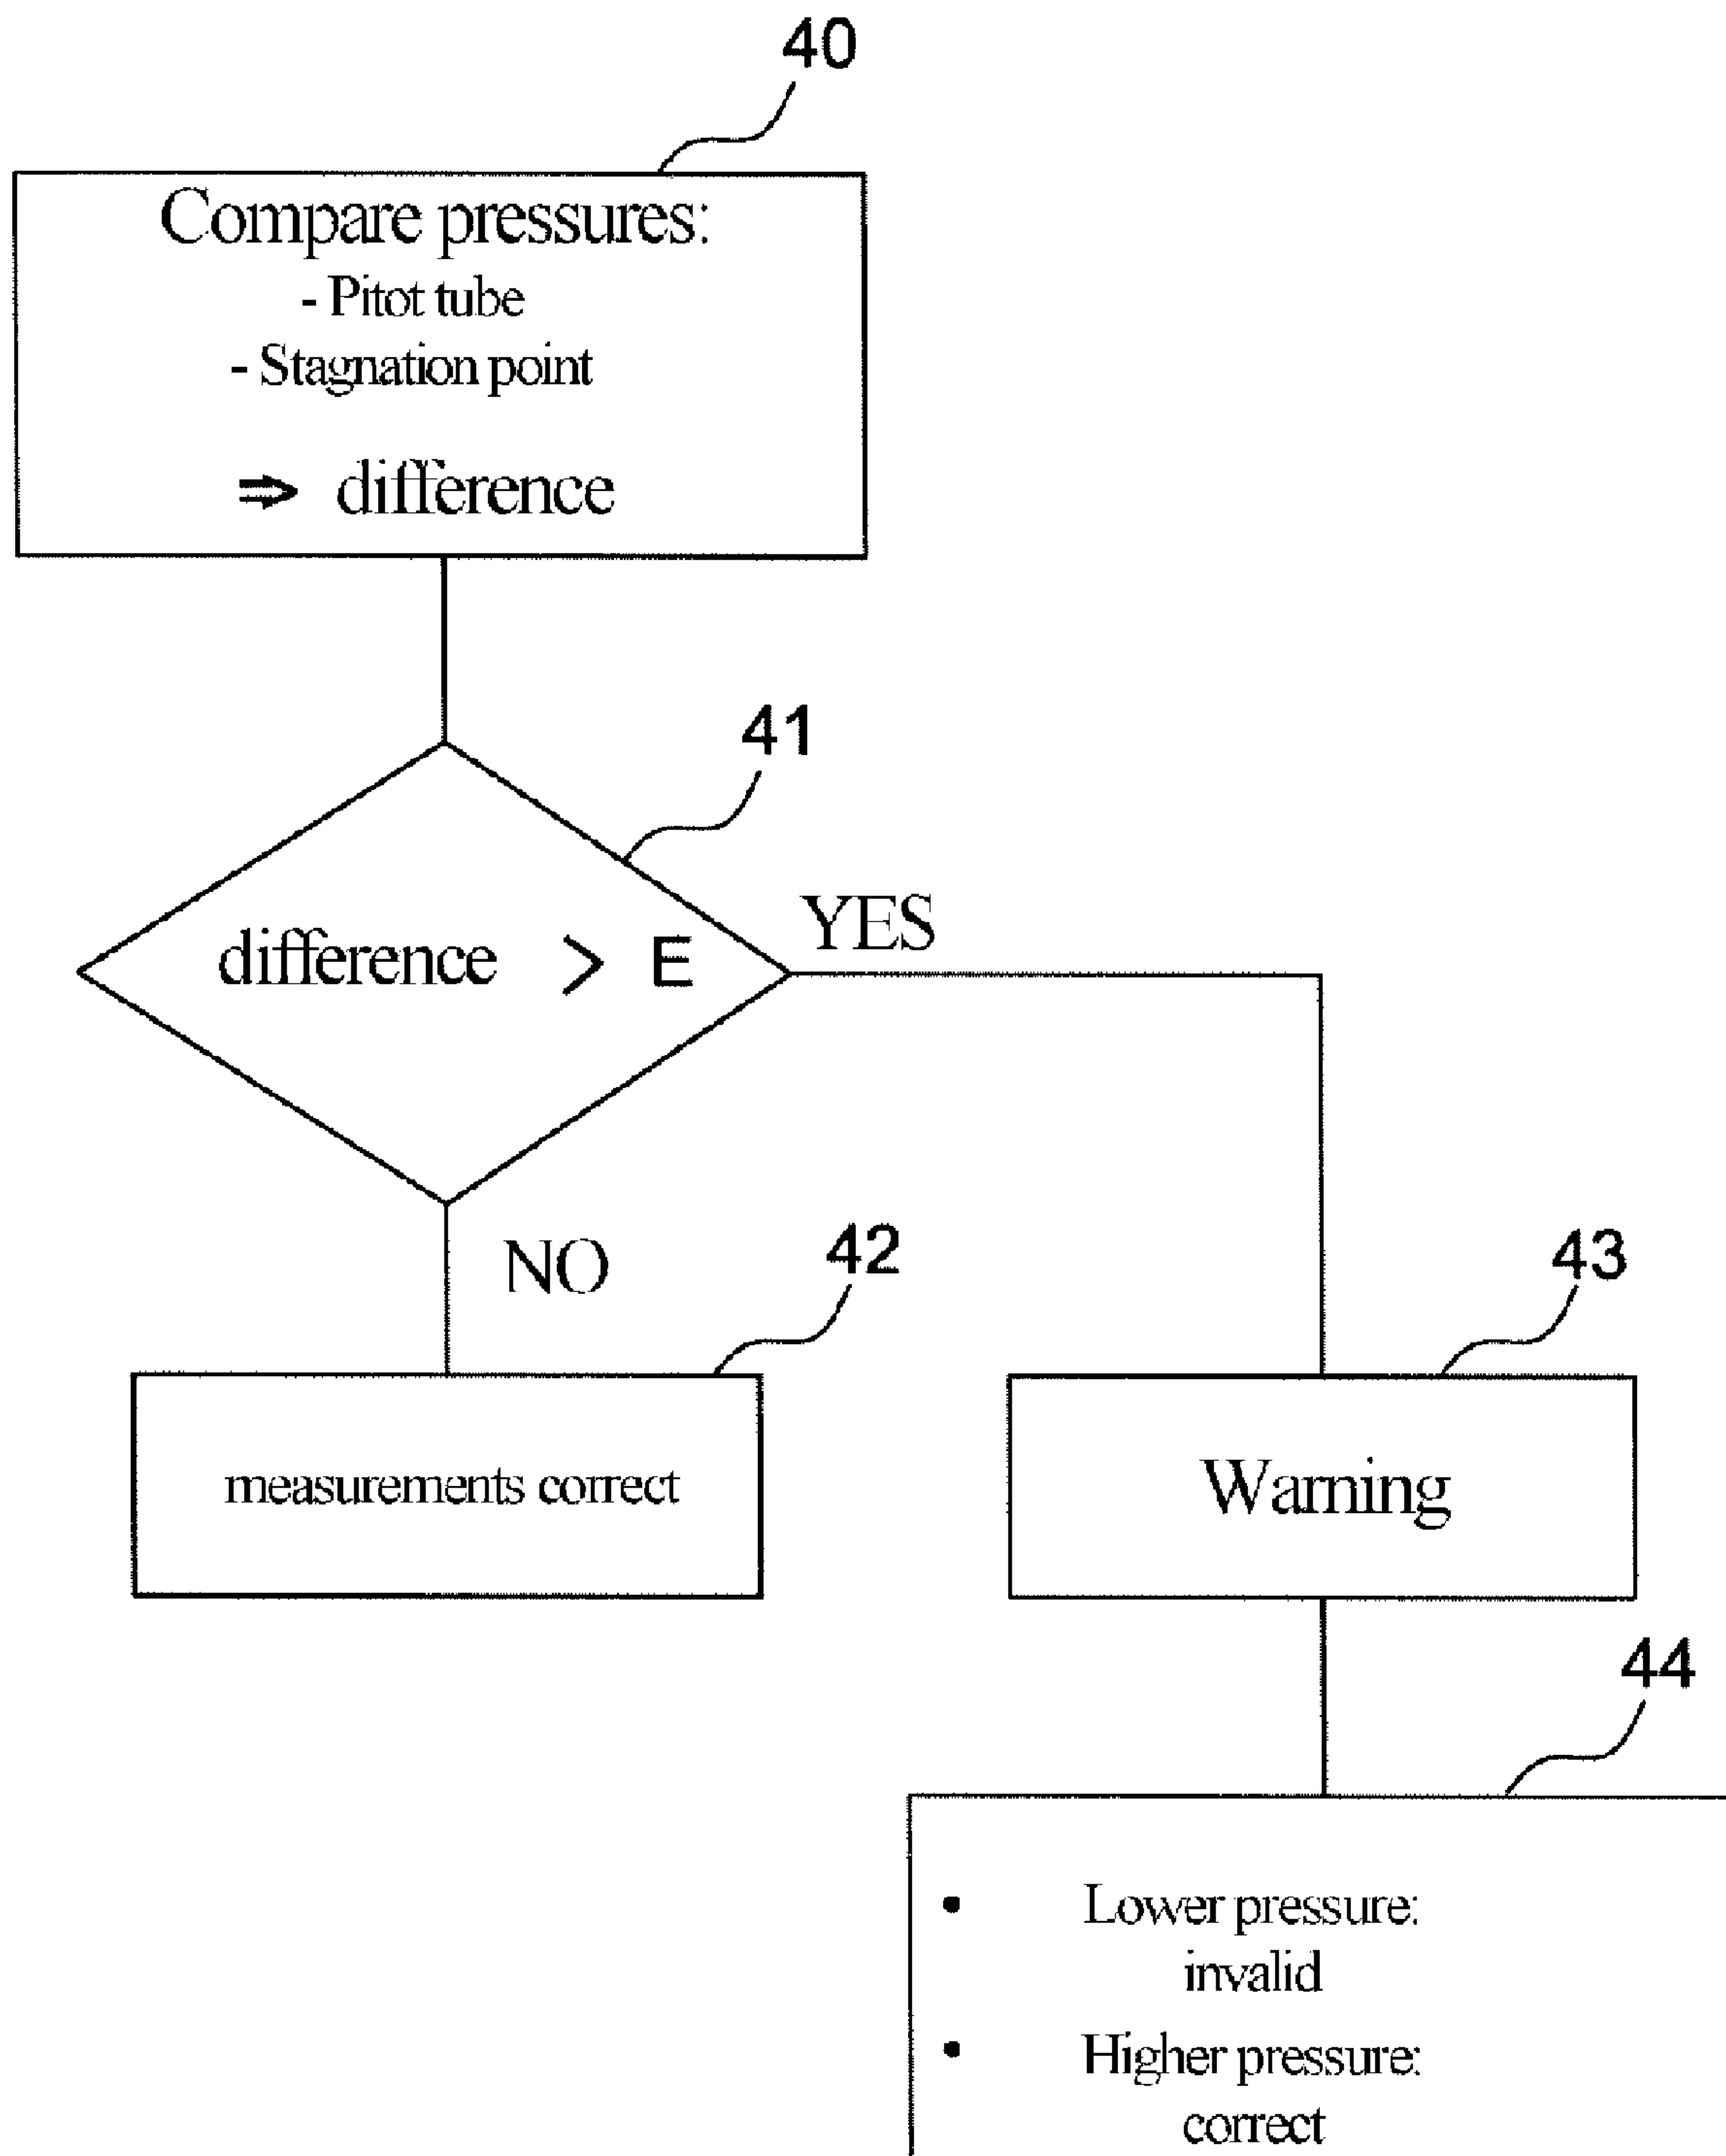 40
Compare pressures:
- Pitot tube
- Stagnation point
⇒ difference
41
difference > E
YES
NO
42
43
measurements correct
Warning
44
• Lower pressure:
invalid
• Higher pressure:
correct